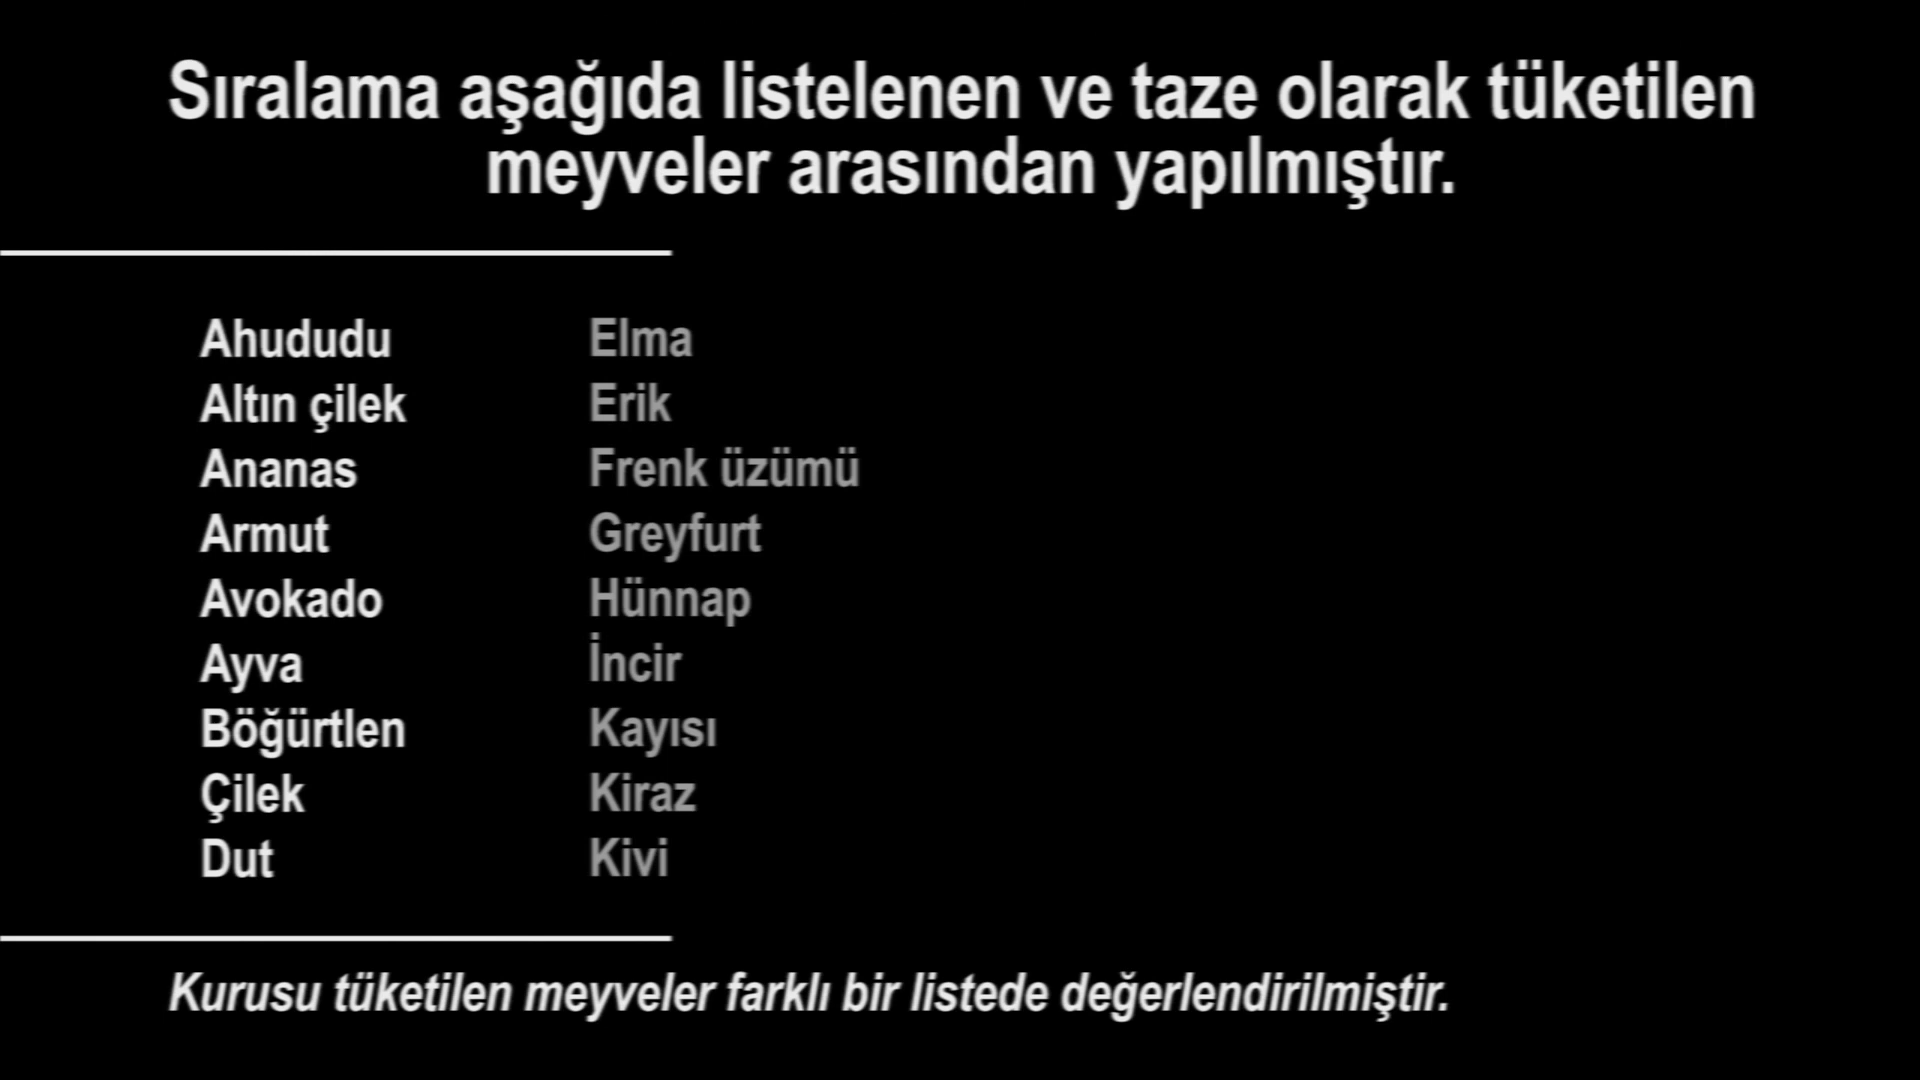 Sıralama aşağıda listelenen ve taze olarak tüketilen
meyveler arasından yapılmıştır.
Ahududu
Altın çilek
Ananas
Armut
Avokado
Ayva
Böğürtlen
Çilek
Dut
Elma
Erik
Frenk üzümü
Greyfurt
Hünnap
İncir
Kayısı
Kiraz
Kivi
Kurusu tüketilen meyveler farklı bir listede değerlendirilmiştir.